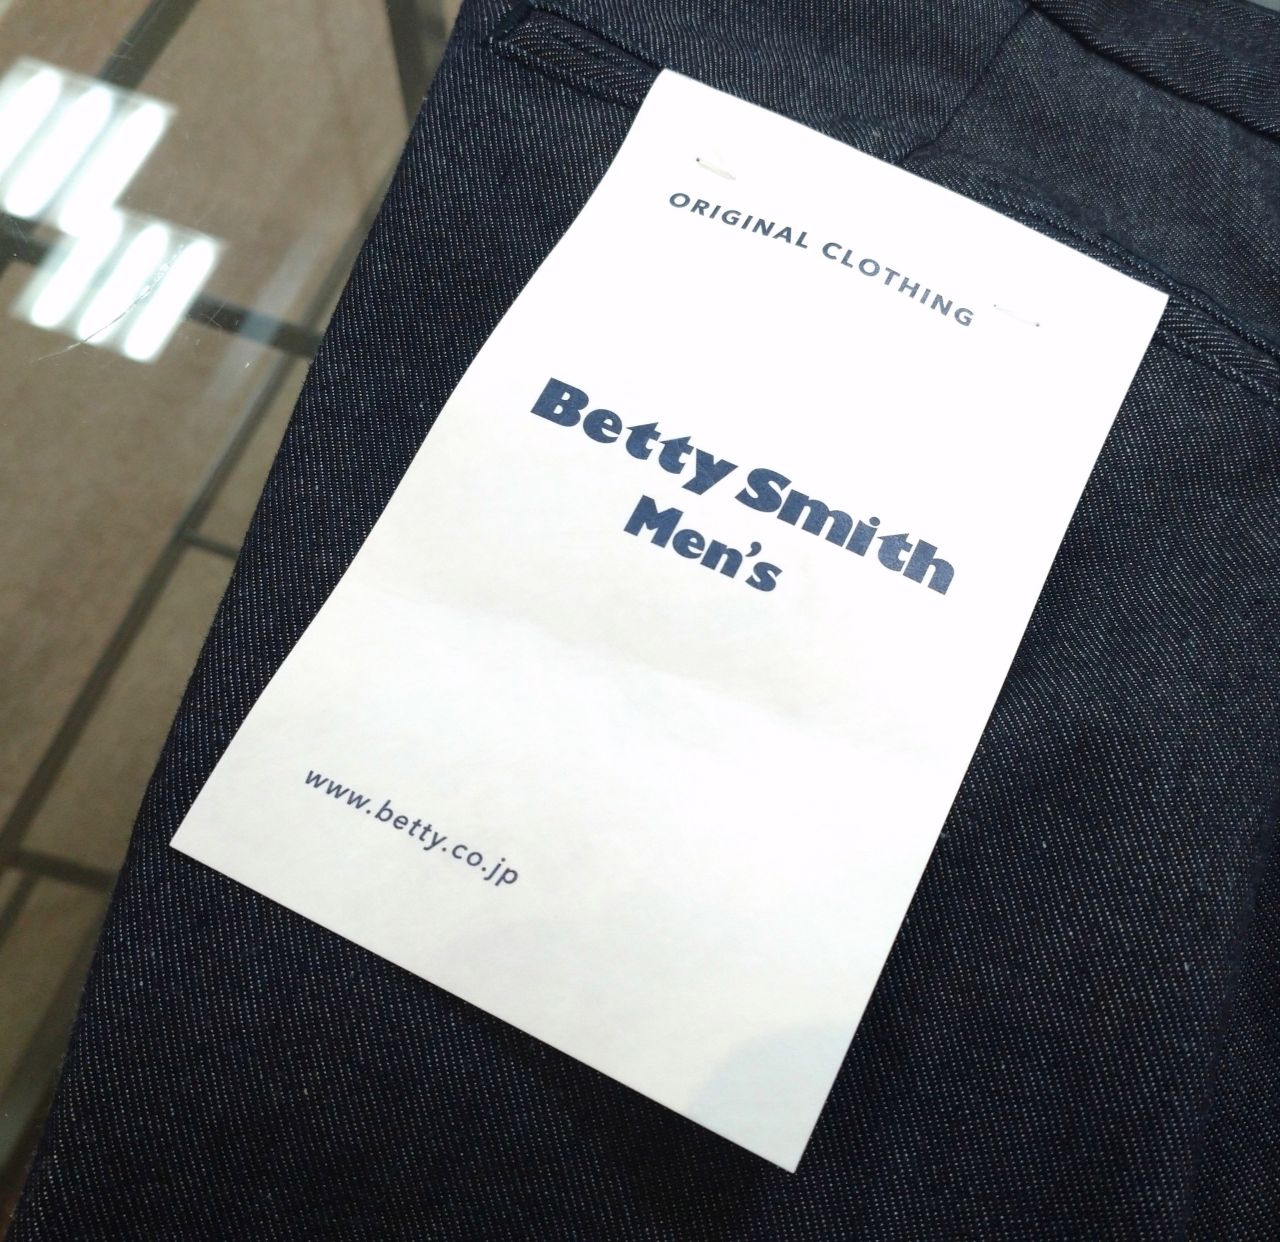 ORIGINAL CLOTHING
Betty Smith
Men's
www.betty.co.jp